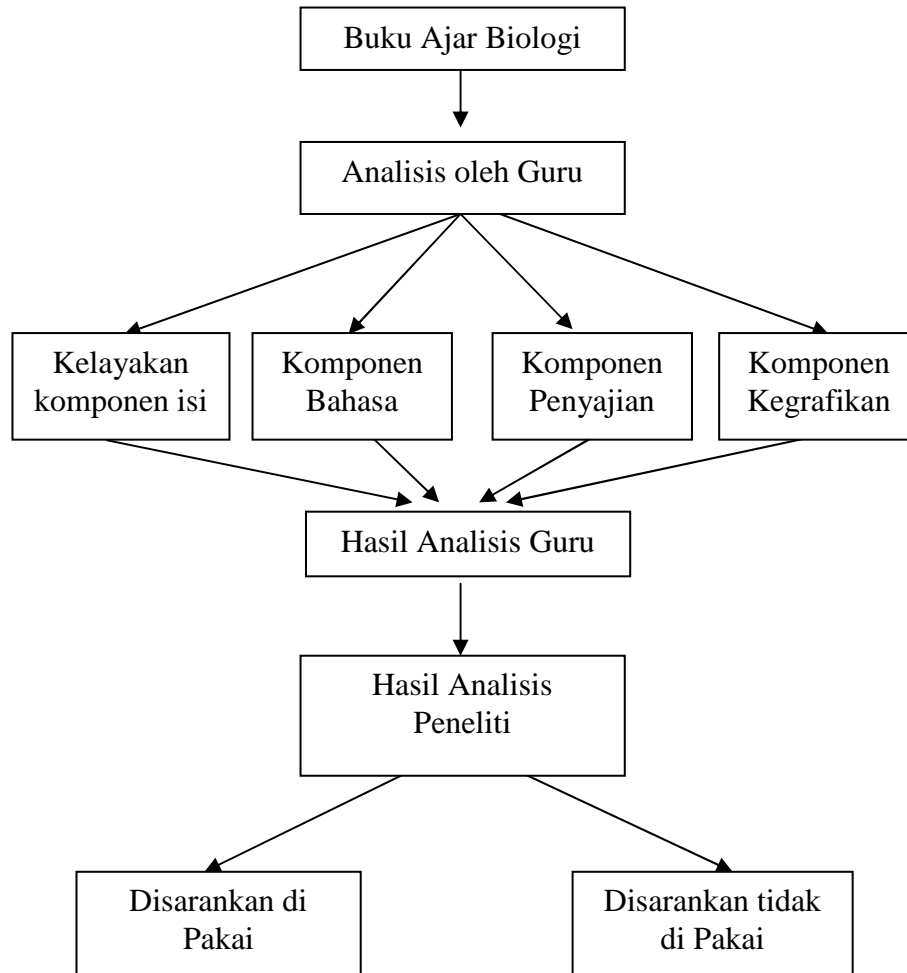 Buku Ajar Biologi
Analisis oleh Guru
Kelayakan
komponen isi
Komponen
Bahasa
Komponen
Penyajian
Komponen
Kegrafikan
Hasil Analisis Guru
Hasil Analisis
Peneliti
Disarankan di
Pakai
Disarankan tidak
di Pakai